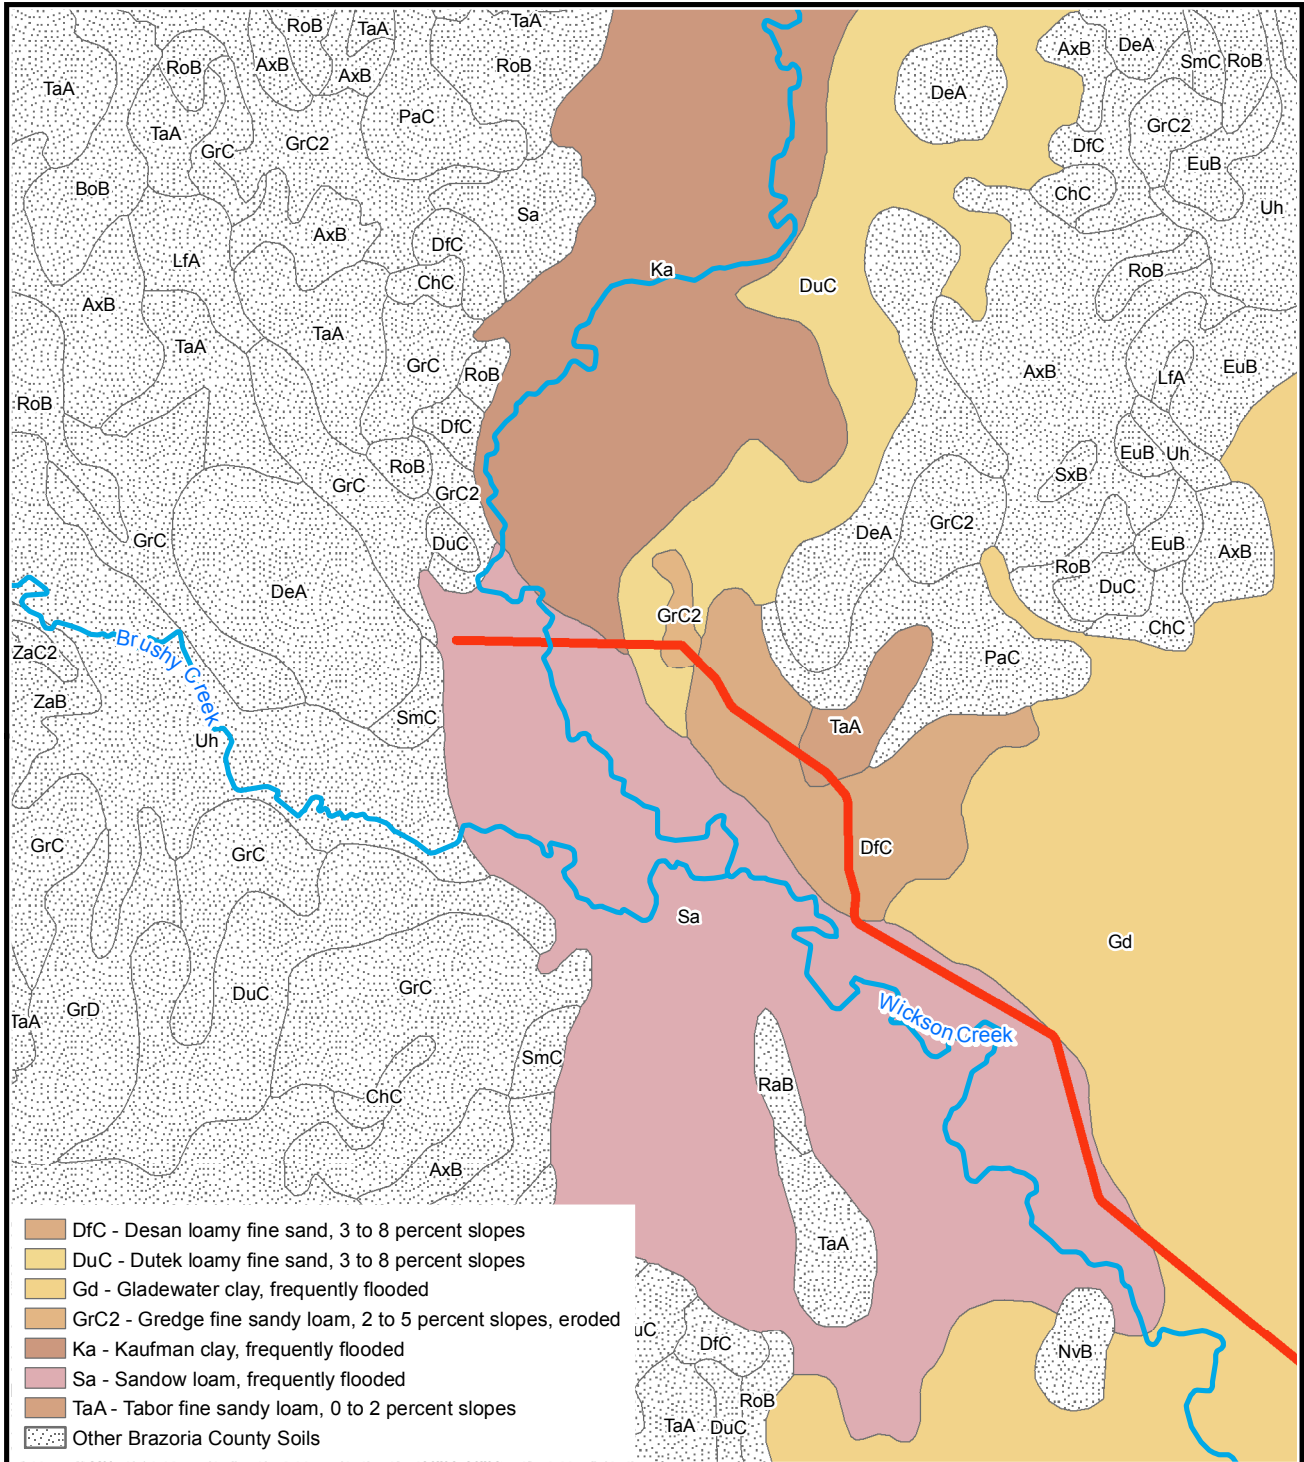 RoB
TaA
TaA
RoB
AxB
AxB
RoB
TaA
PaC
TaA
GrC
GrC2
BoB
Sa
AxB
DfC
LfA
ChC
AxB
TaA
TaA
GrC
RoB
RoB
DfC
RoB
GrC
GrC2
GrC
DuC
DeA
Ka
DuC
DeA
AxB
DeA
SmC
RoB
GrC2
DfC
EuB
ChC
Uh
RoB
AxB
LfA
EuB
EuB
Uh
SxB
GrC2
DeA
EuB
AxB
RoB
DuC
ChC
PaC
GrC2
TaA
DfC
Gd
Brushy Creek
ZaC2
ZaB
Uh
SmC
GrC
GrC
Sa
GrC
DuC
GrD
TaA
SmC
ChC
AxB
Wickson Creek
RaB
TaA
NvB
uC
DfC
RoB
TaA
DuC
DfC - Desan loamy fine sand, 3 to 8 percent slopes
DuC - Dutek loamy fine sand, 3 to 8 percent slopes
Gd - Gladewater clay, frequently flooded
GrC2 - Gredge fine sandy loam, 2 to 5 percent slopes, eroded
Ka - Kaufman clay, frequently flooded
Sa - Sandow loam, frequently flooded
TaA - Tabor fine sandy loam, 0 to 2 percent slopes
Other Brazoria County Soils